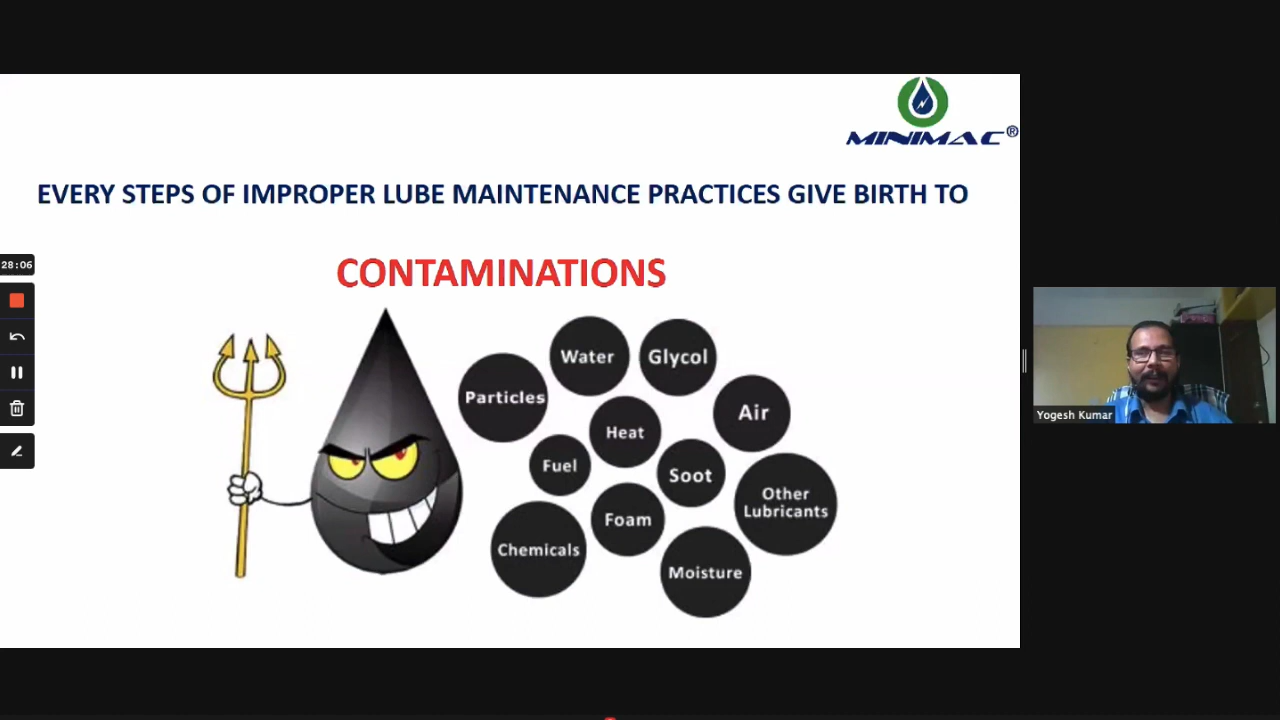 MINIMAC®
EVERY STEPS OF IMPROPER LUBE MAINTENANCE PRACTICES GIVE BIRTH TO
CONTAMINATIONS
28:06
Particles
Water
Glycol
Air
Heat
Fuel
Soot
Other
Lubricants
Foam
Chemicals
Moisture
Yogesh Kumar